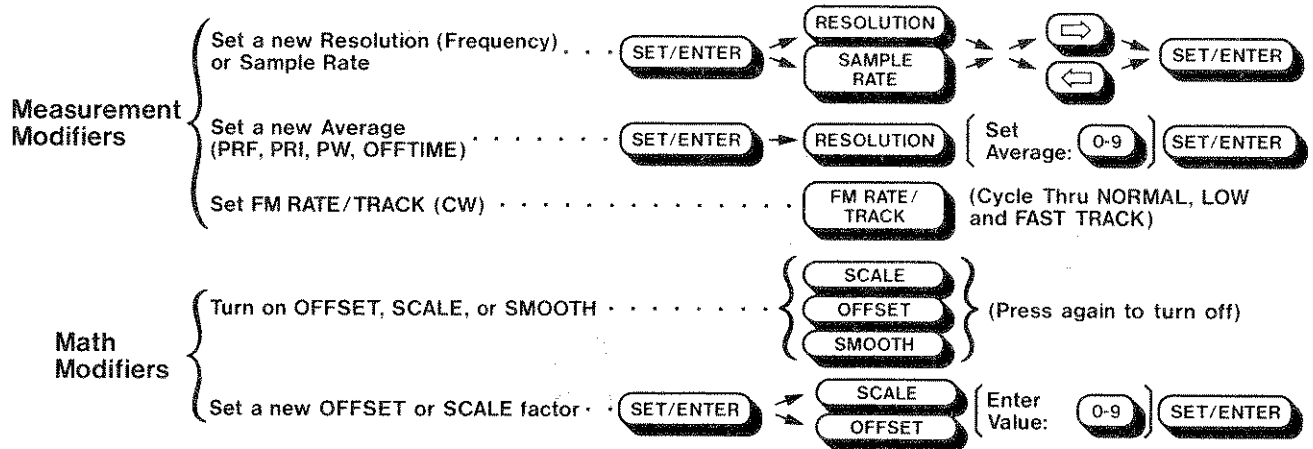 Measurement
Modifiers
Set a new Resolution (Frequency)
or Sample Rate
SET/ENTER
RESOLUTION
SAMPLE
RATE
SET/ENTER
Set a new Average
(PRF, PRI, PW, OFFTIME)
SET/ENTER
RESOLUTION
Set
Average:
0-9
SET/ENTER
Set FM RATE/TRACK (CW)
FM RATE/
TRACK
(Cycle Thru NORMAL, LOW
and FAST TRACK)
Math
Modifiers
Turn on OFFSET, SCALE, or SMOOTH
SCALE
OFFSET
SMOOTH
(Press again to turn off)
Set a new OFFSET or SCALE factor
SET/ENTER
SCALE
OFFSET
Enter
Value:
0-9
SET/ENTER